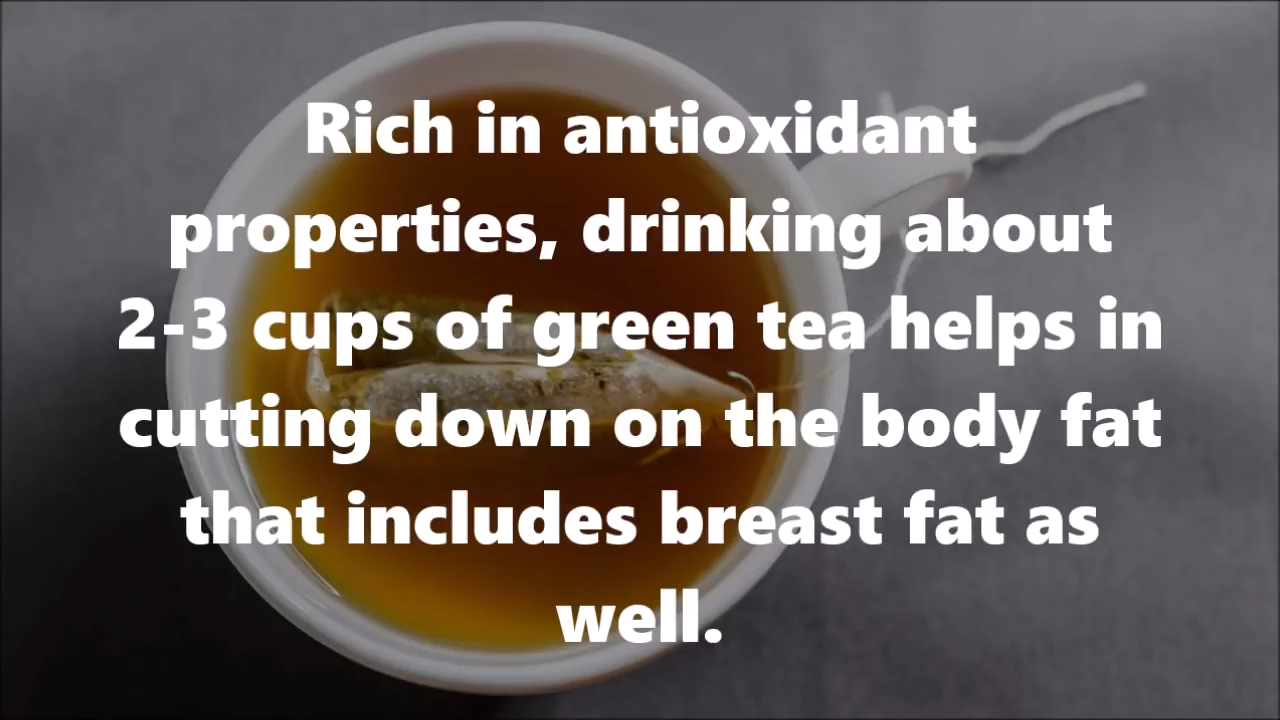 Rich in antioxidant
properties, drinking about
2-3 cups of green tea helps in
cutting down on the body fat
that includes breast fat as
well.